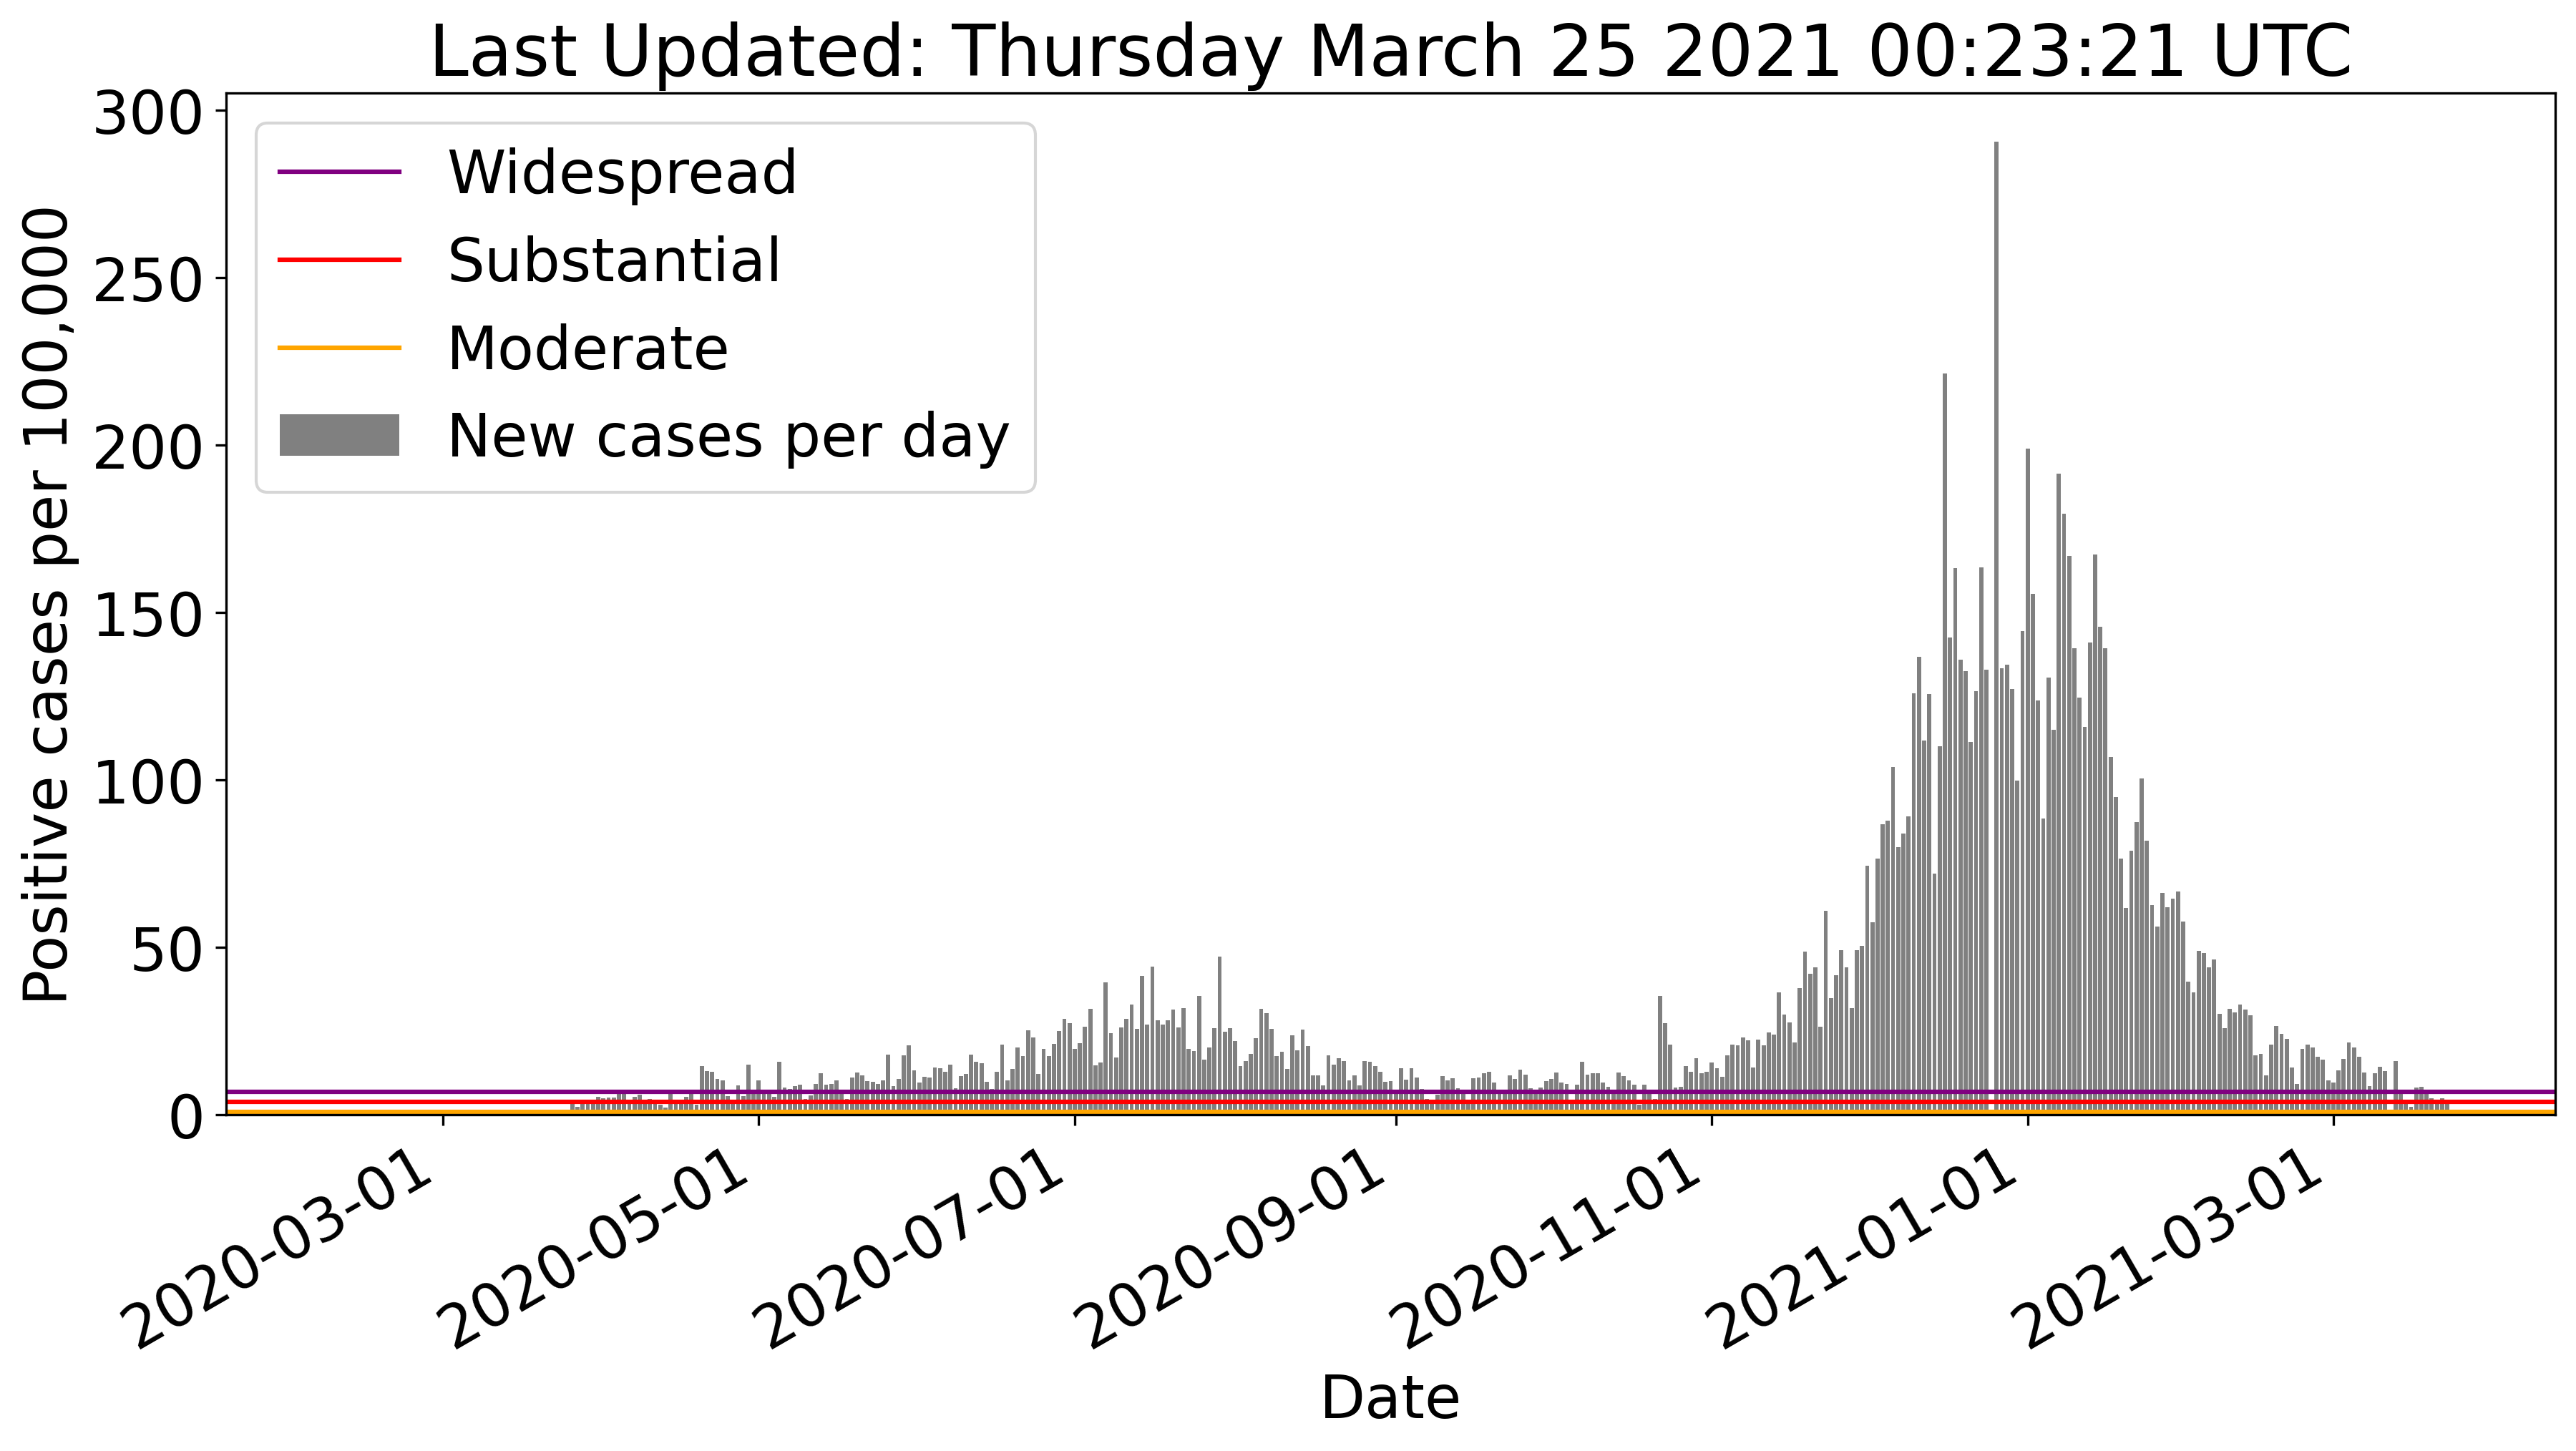 Last Updated: Thursday March 25 2021 00:23:21 UTC
Positive cases per 100,000
300
250
200
150
100
50
0
Widespread
Substantial
Moderate
New cases per day
2020-03-01
2020-05-01
2020-07-01
2020-09-01
2020-11-01
2021-01-01
2021-03-01
Date